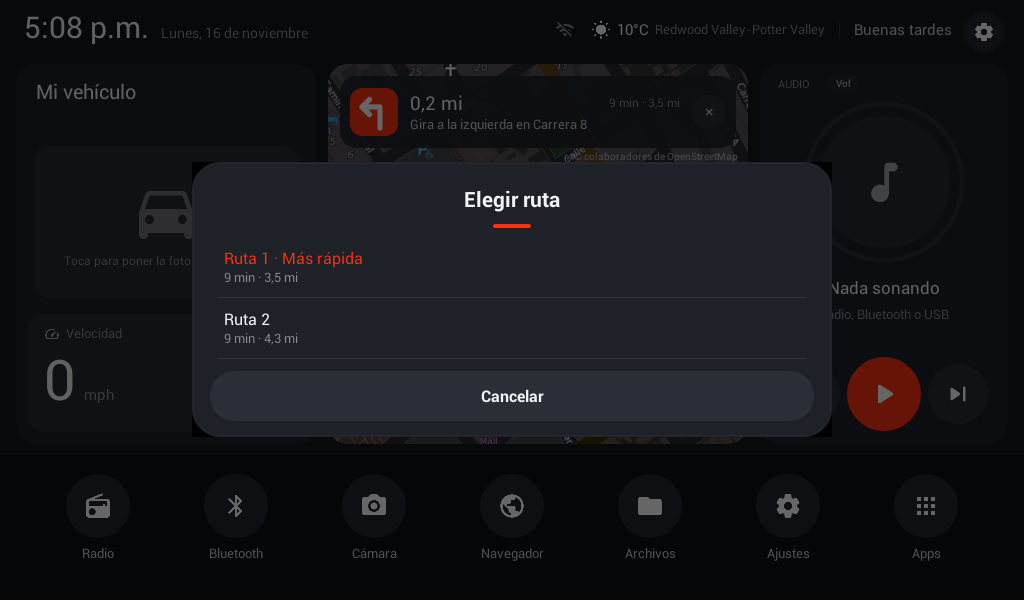 5:08 p.m.
Lunes, 16 de noviembre
10°C
Redwood Valley-Potter Valley
Buenas tardes
Mi vehículo
Toca para poner la foto
Velocidad
0
mph
0,2 mi
Gira a la izquierda en Carrera 8
9 min · 3,5 mi
×
colaboradores de OpenStreetMap
Calle
Mall
AUDIO
Vol
Nada sonando
dio, Bluetooth o USB
Elegir ruta
Ruta 1 · Más rápida
9 min · 3,5 mi
Ruta 2
9 min · 4,3 mi
Cancelar
Radio
Bluetooth
Cámara
Navegador
Archivos
Ajustes
Apps